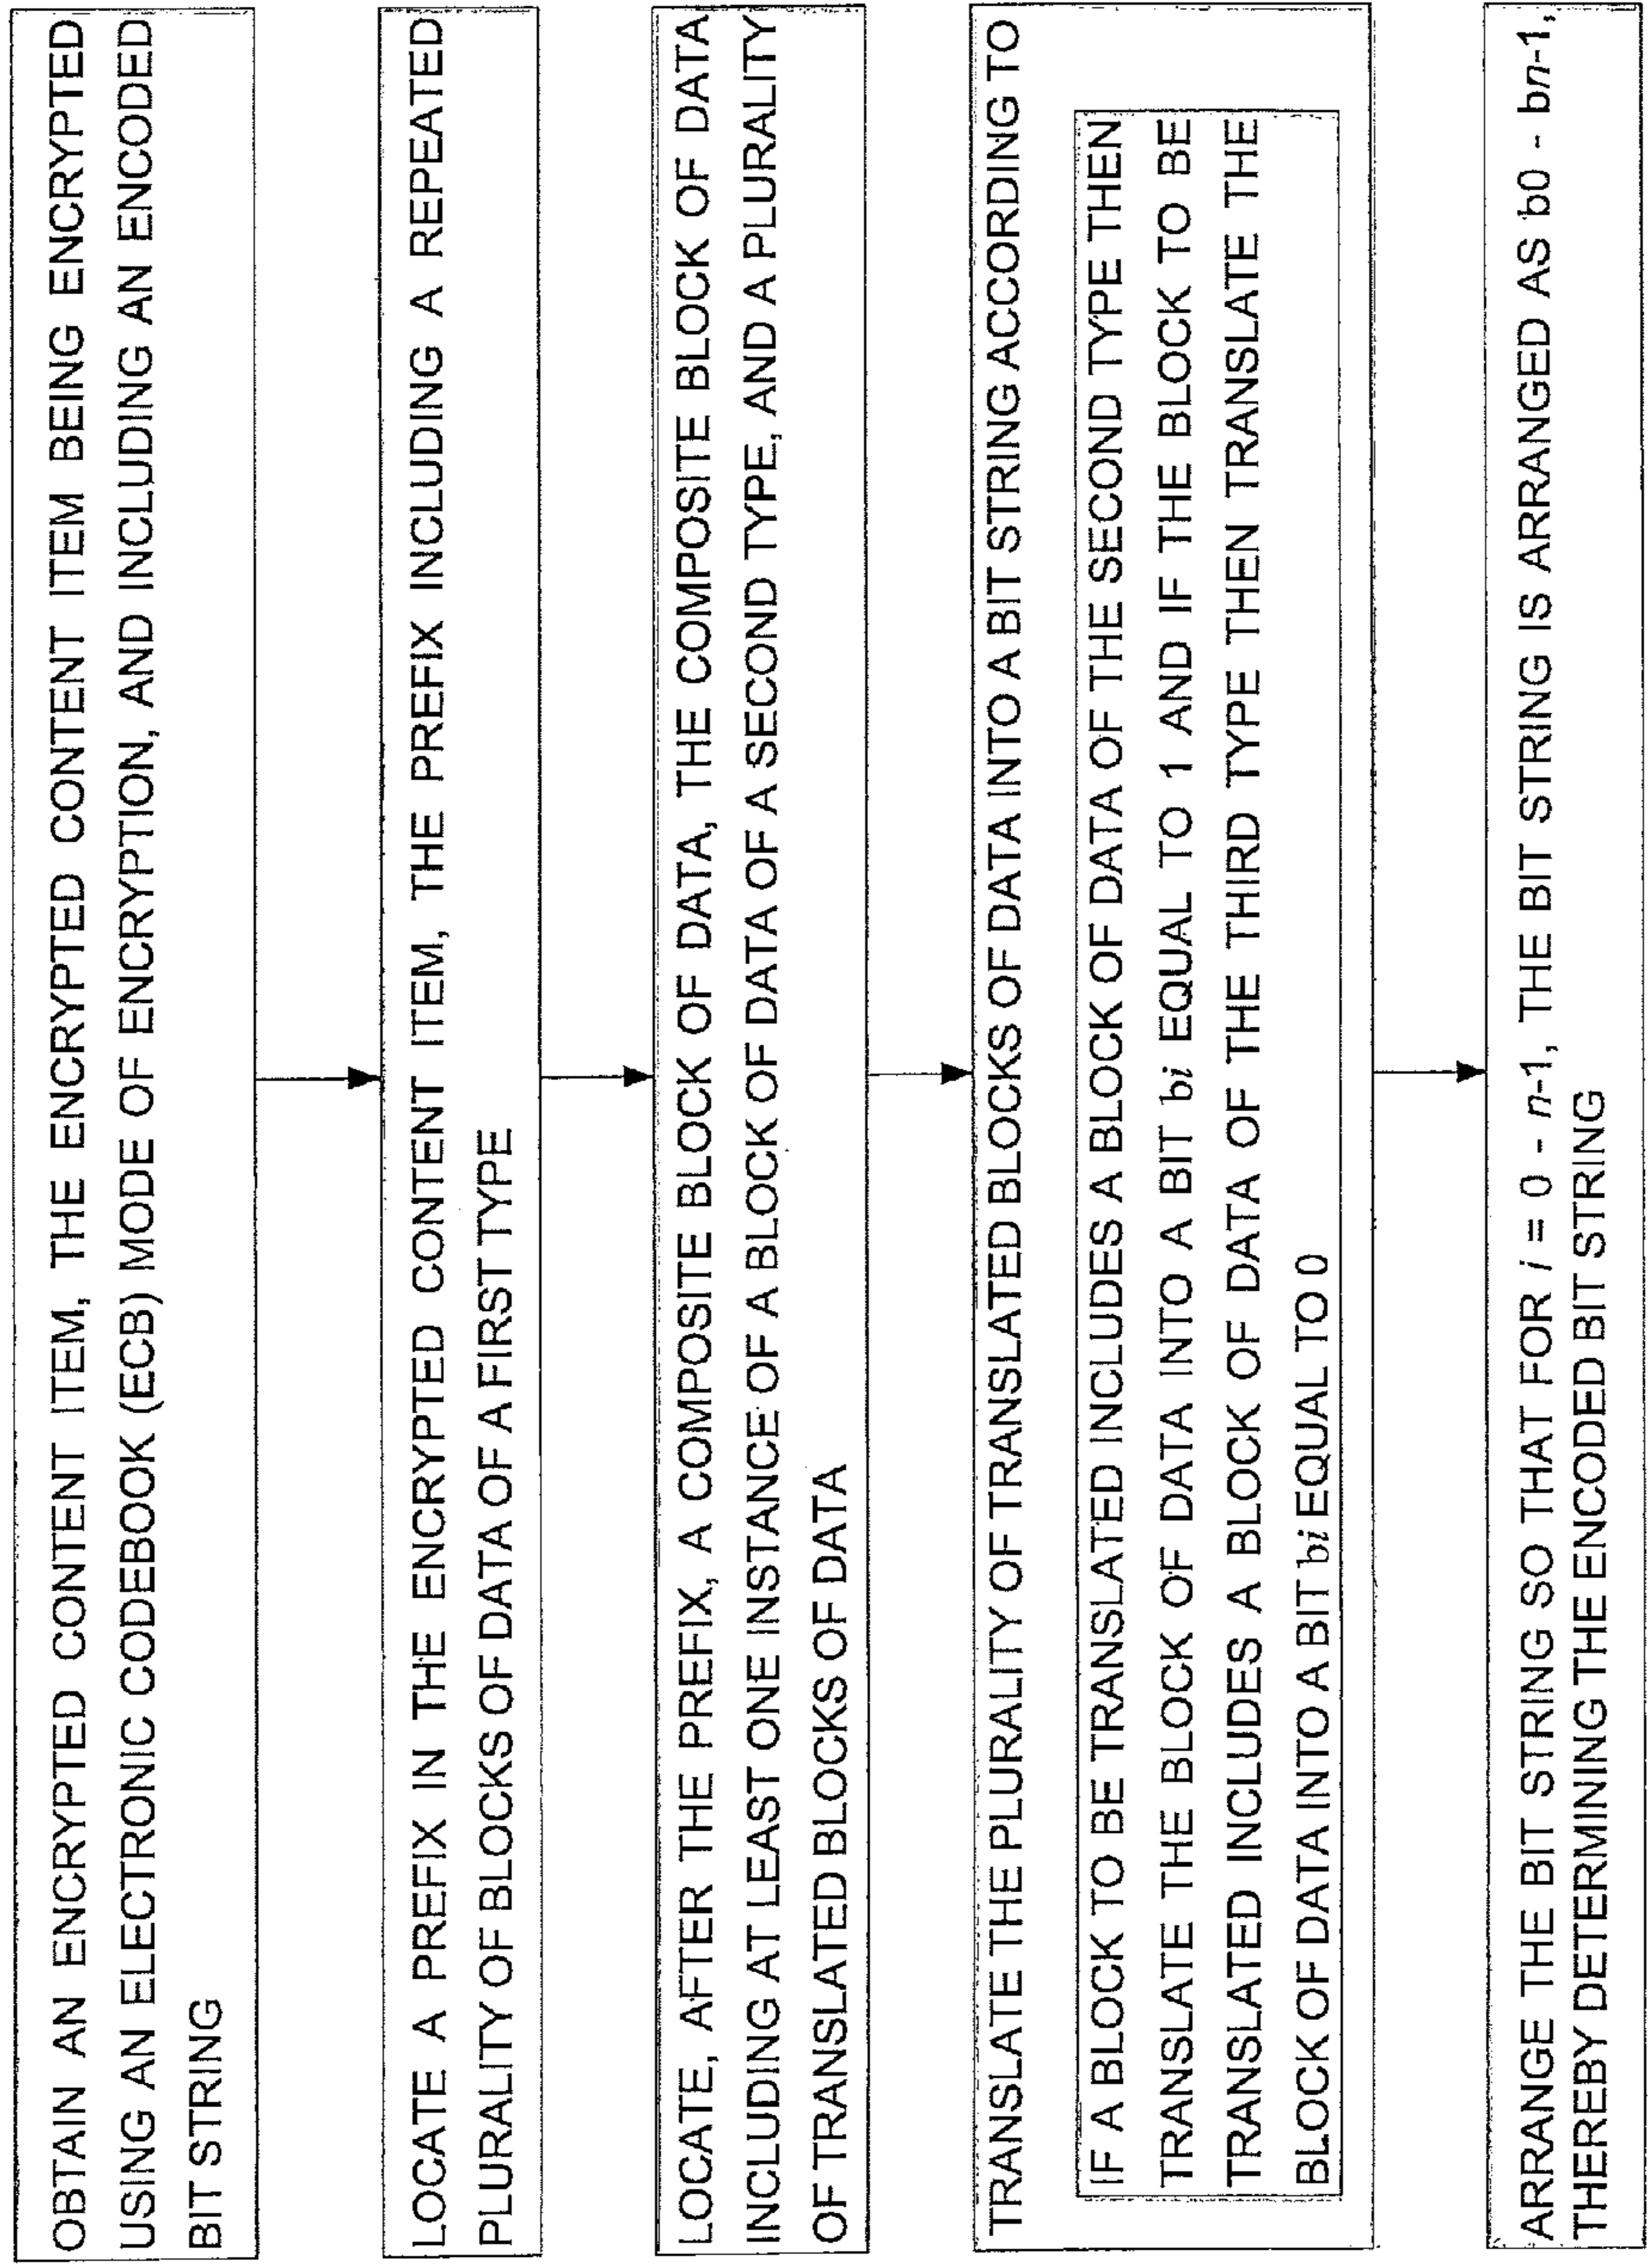 OBTAIN AN ENCRYPTED CONTENT ITEM, THE ENCRYPTED CONTENT ITEM BEING ENCRYPTED
USING AN ELECTRONIC CODEBOOK (ECB) MODE OF ENCRYPTION, AND INCLUDING AN ENCODED
BIT STRING
LOCATE A PREFIX IN THE ENCRYPTED CONTENT ITEM, THE PREFIX INCLUDING A REPEATED
PLURALITY OF BLOCKS OF DATA OF A FIRST TYPE
LOCATE, AFTER THE PREFIX, A COMPOSITE BLOCK OF DATA, THE COMPOSITE BLOCK OF DATA
INCLUDING AT LEAST ONE INSTANCE OF A BLOCK OF DATA OF A SECOND TYPE, AND A PLURALITY
OF TRANSLATED BLOCKS OF DATA
TRANSLATE THE PLURALITY OF TRANSLATED BLOCKS OF DATA INTO A BIT STRING ACCORDING TO
IF A BLOCK TO BE TRANSLATED INCLUDES A BLOCK OF DATA OF THE SECOND TYPE THEN
TRANSLATE THE BLOCK OF DATA INTO A BIT bi EQUAL TO 1 AND IF THE BLOCK TO BE
TRANSLATED INCLUDES A BLOCK OF DATA OF THE THIRD TYPE THEN TRANSLATE THE
BLOCK OF DATA INTO A BIT bi EQUAL TO 0
ARRANGE THE BIT STRING SO THAT FOR i = 0 - n-1, THE BIT STRING IS ARRANGED AS b0 - bn-1,
THEREBY DETERMINING THE ENCODED BIT STRING